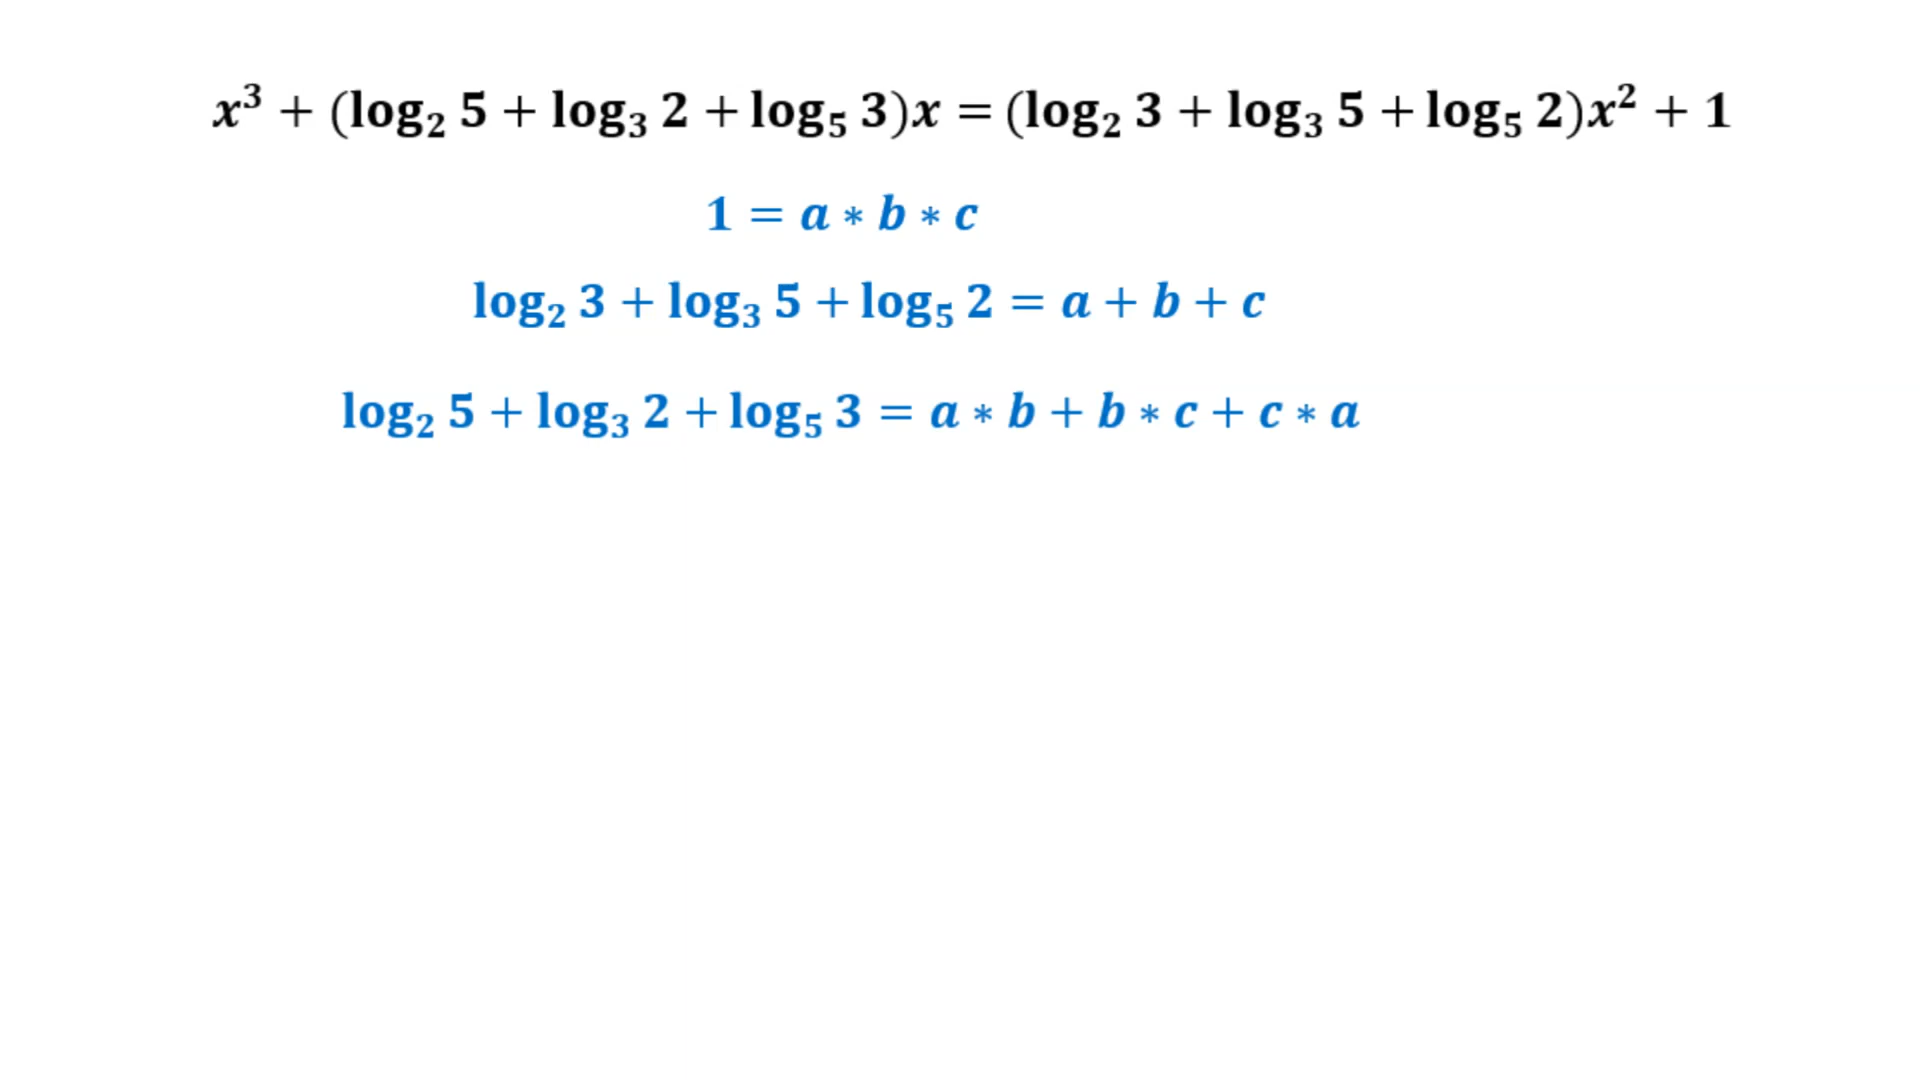 x³ + (log₂ 5 + log₃ 2 + log₅ 3)x = (log₂ 3 + log₃ 5 + log₅ 2)x² + 1
1 = a * b * c
log₂ 3 + log₃ 5 + log₅ 2 = a + b + c
log₂ 5 + log₃ 2 + log₅ 3 = a * b + b * c + c * a